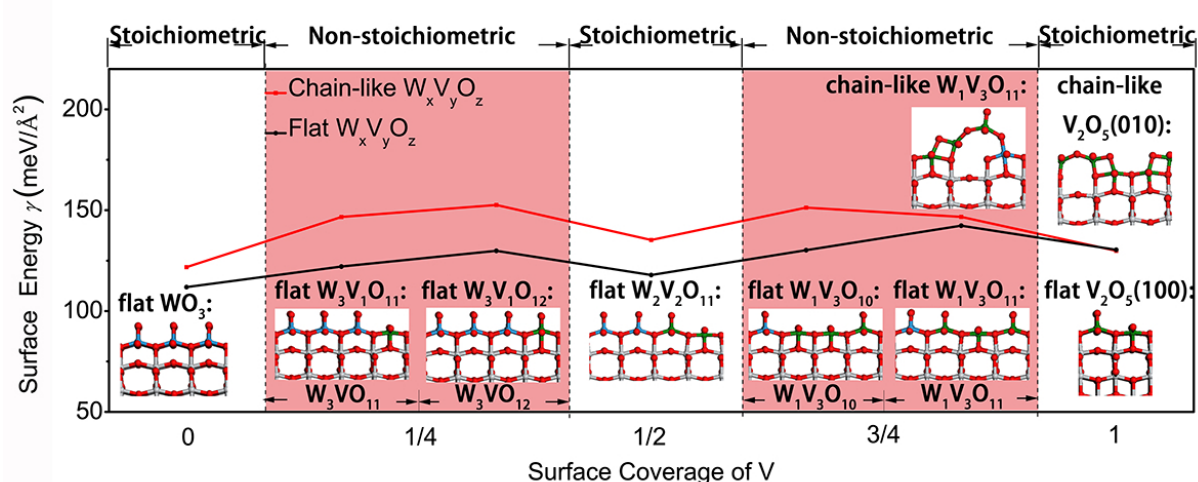 Stoichiometric Non-stoichiometric Stoichiometric Non-stoichiometric Stoichiometric
Surface Energy γ(meV/Å²)
200
150
100
50
Chain-like WₓVᵧO_z
Flat WₓVᵧO_z
chain-like W₁V₃O₁₁:
chain-like
V₂O₅(010):
flat WO₃:
flat W₃V₁O₁₁:
flat W₃V₁O₁₂:
flat W₂V₂O₁₁:
flat W₁V₃O₁₀:
flat W₁V₃O₁₁:
flat V₂O₅(100):
W₃VO₁₁
W₃VO₁₂
W₁V₃O₁₀
W₁V₃O₁₁
0 1/4 1/2 3/4 1
Surface Coverage of V